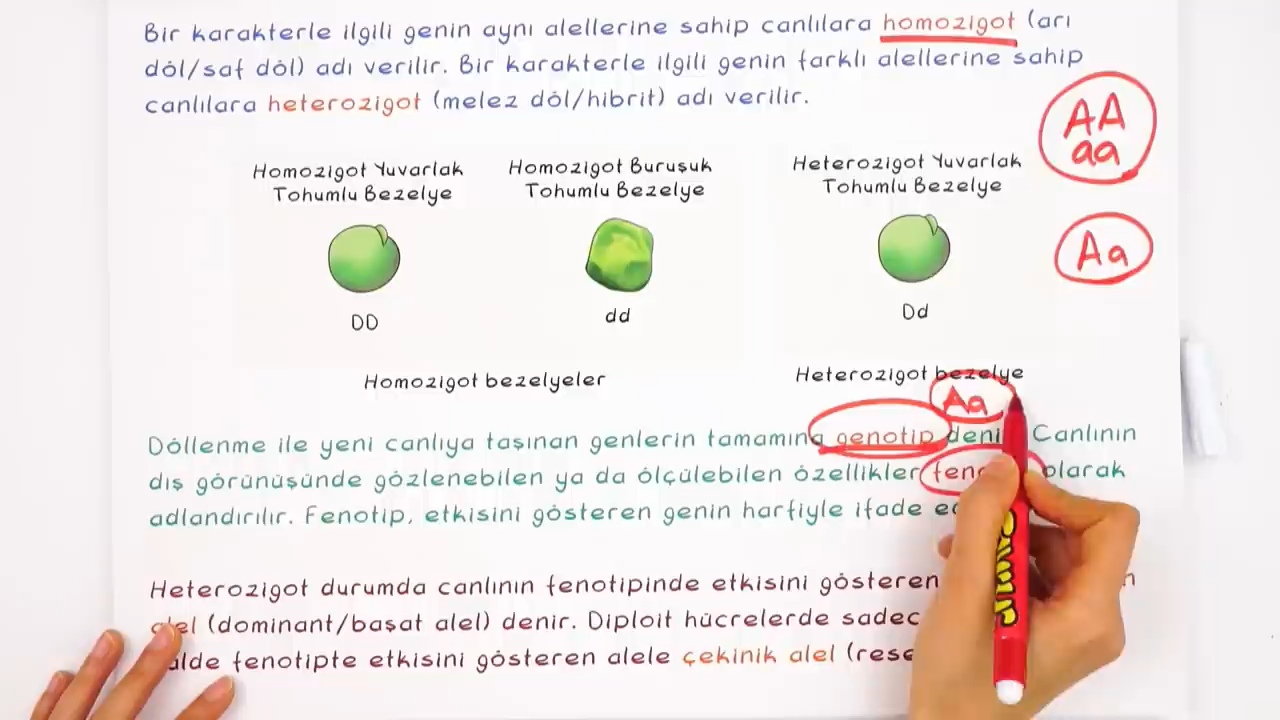 Bir karakterle ilgili genin aynı alellerine sahip canlılara homozigot (arı
döl/saf döl) adı verilir. Bir karakterle ilgili genin farklı alellerine sahip
canlılara heterozigot (melez döl/hibrit) adı verilir.
AA
aa
Homozigot Yuvarlak
Tohumlu Bezelye
Homozigot Buruşuk
Tohumlu Bezelye
Heterozigot Yuvarlak
Tohumlu Bezelye
Aa
DD
dd
Dd
Homozigot bezelyeler
Heterozigot bezelye
Aa
Döllenme ile yeni canlıya taşınan genlerin tamamına genotip Canlının
dış görünüşünde gözlenebilen ya da ölçülebilen özellikler olarak
adlandırılır. Fenotip, etkisini gösteren genin harfiyle ifade
Heterozigot durumda canlının fenotipinde etkisini gösteren
(dominant/başat alel) denir. Diploit hücrelerde
fenotipte etkisini gösteren alele çekinik alel